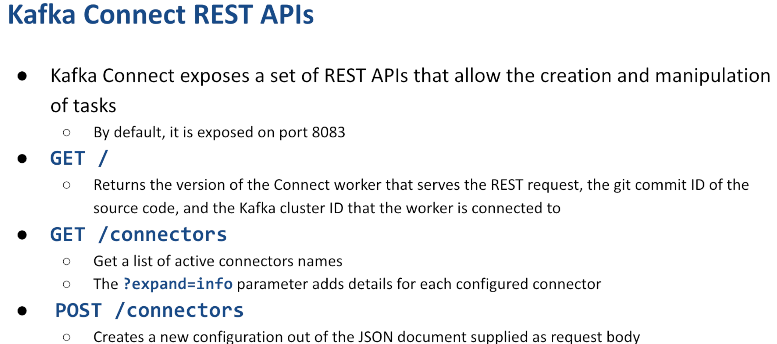 Kafka Connect REST APIs
● Kafka Connect exposes a set of REST APIs that allow the creation and manipulation
of tasks
○ By default, it is exposed on port 8083
● GET /
○ Returns the version of the Connect worker that serves the REST request, the git commit ID of the
source code, and the Kafka cluster ID that the worker is connected to
● GET /connectors
○ Get a list of active connectors names
○ The ?expand=info parameter adds details for each configured connector
● POST /connectors
○ Creates a new configuration out of the JSON document supplied as request body